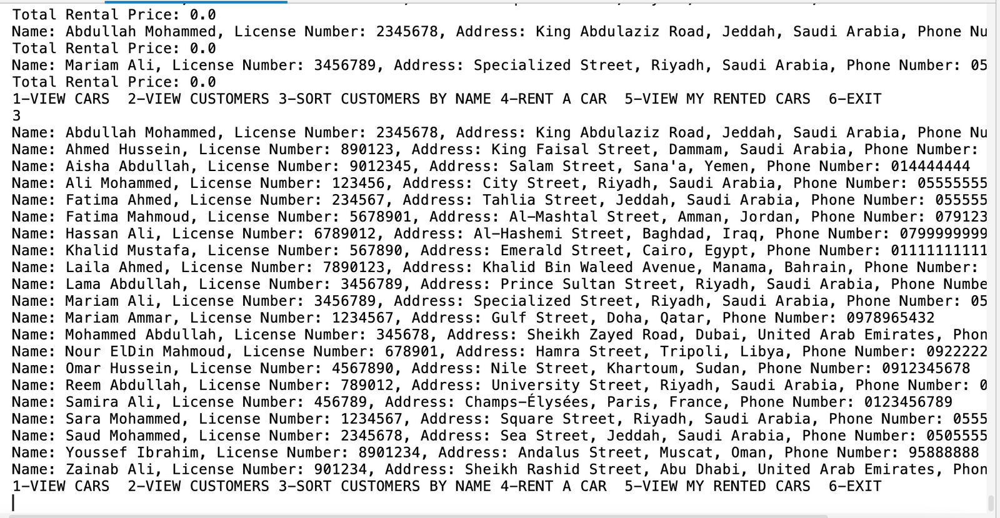 Total Rental Price: 0.0
Name: Abdullah Mohammed, License Number: 2345678, Address: King Abdulaziz Road, Jeddah, Saudi Arabia, Phone Nu
Total Rental Price: 0.0
Name: Mariam Ali, License Number: 3456789, Address: Specialized Street, Riyadh, Saudi Arabia, Phone Number: 05
Total Rental Price: 0.0
1-VIEW CARS  2-VIEW CUSTOMERS 3-SORT CUSTOMERS BY NAME 4-RENT A CAR  5-VIEW MY RENTED CARS  6-EXIT
3
Name: Abdullah Mohammed, License Number: 2345678, Address: King Abdulaziz Road, Jeddah, Saudi Arabia, Phone Nu
Name: Ahmed Hussein, License Number: 890123, Address: King Faisal Street, Dammam, Saudi Arabia, Phone Number:
Name: Aisha Abdullah, License Number: 9012345, Address: Salam Street, Sana'a, Yemen, Phone Number: 014444444
Name: Ali Mohammed, License Number: 123456, Address: City Street, Riyadh, Saudi Arabia, Phone Number: 05555555
Name: Fatima Ahmed, License Number: 234567, Address: Tahlia Street, Jeddah, Saudi Arabia, Phone Number: 055555
Name: Fatima Mahmoud, License Number: 5678901, Address: Al-Mashtal Street, Amman, Jordan, Phone Number: 079123
Name: Hassan Ali, License Number: 6789012, Address: Al-Hashemi Street, Baghdad, Iraq, Phone Number: 0799999999
Name: Khalid Mustafa, License Number: 567890, Address: Emerald Street, Cairo, Egypt, Phone Number: 01111111111
Name: Laila Ahmed, License Number: 7890123, Address: Khalid Bin Waleed Avenue, Manama, Bahrain, Phone Number:
Name: Lama Abdullah, License Number: 3456789, Address: Prince Sultan Street, Riyadh, Saudi Arabia, Phone Numbe
Name: Mariam Ali, License Number: 3456789, Address: Specialized Street, Riyadh, Saudi Arabia, Phone Number: 05
Name: Mariam Ammar, License Number: 1234567, Address: Gulf Street, Doha, Qatar, Phone Number: 0978965432
Name: Mohammed Abdullah, License Number: 345678, Address: Sheikh Zayed Road, Dubai, United Arab Emirates, Phon
Name: Nour ElDin Mahmoud, License Number: 678901, Address: Hamra Street, Tripoli, Libya, Phone Number: 0922222
Name: Omar Hussein, License Number: 4567890, Address: Nile Street, Khartoum, Sudan, Phone Number: 0912345678
Name: Reem Abdullah, License Number: 789012, Address: University Street, Riyadh, Saudi Arabia, Phone Number: 0
Name: Samira Ali, License Number: 456789, Address: Champs-Élysées, Paris, France, Phone Number: 0123456789
Name: Sara Mohammed, License Number: 1234567, Address: Square Street, Riyadh, Saudi Arabia, Phone Number: 0555
Name: Saud Mohammed, License Number: 2345678, Address: Sea Street, Jeddah, Saudi Arabia, Phone Number: 0505555
Name: Youssef Ibrahim, License Number: 8901234, Address: Andalus Street, Muscat, Oman, Phone Number: 95888888
Name: Zainab Ali, License Number: 901234, Address: Sheikh Rashid Street, Abu Dhabi, United Arab Emirates, Phon
1-VIEW CARS  2-VIEW CUSTOMERS 3-SORT CUSTOMERS BY NAME 4-RENT A CAR  5-VIEW MY RENTED CARS  6-EXIT